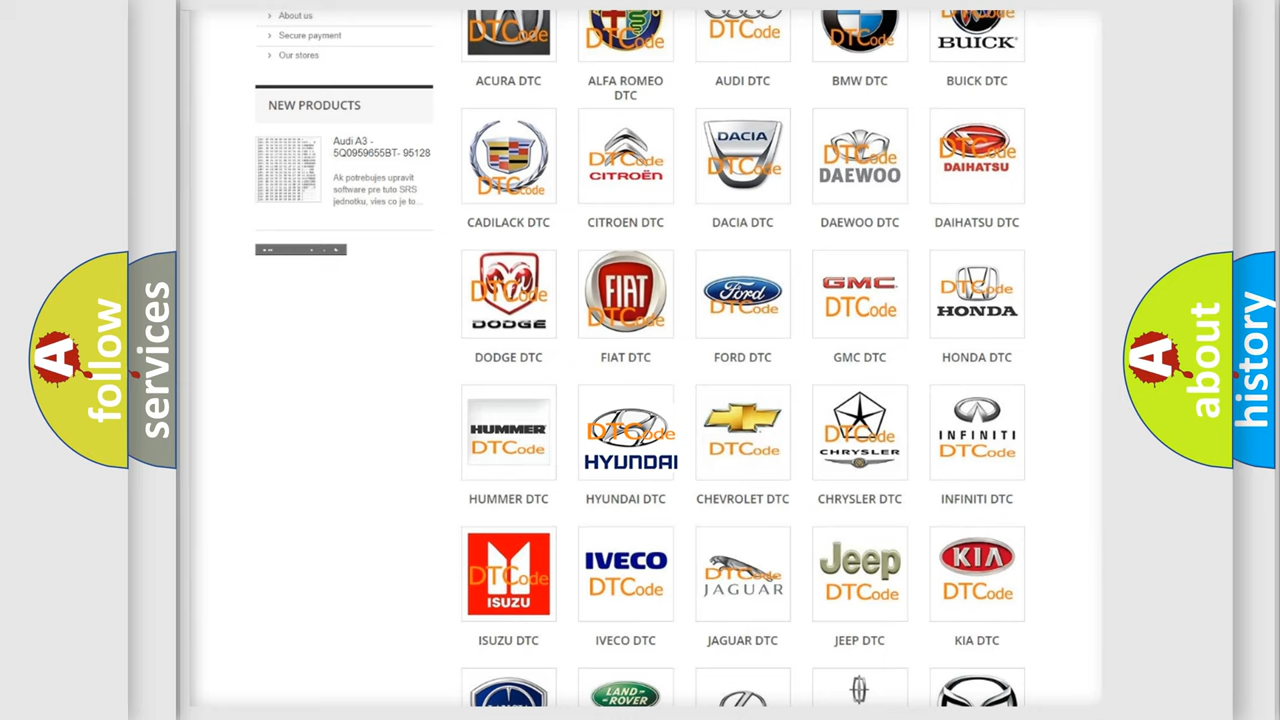 About us
Secure payment
Our stores
NEW PRODUCTS
Audi A3 -
5Q0959655BT- 95128
Ak potrebujes upravit
software pre tuto SRS
jednotku, vies co je to...
DTCode
DTCode
DTCode
DTCode
BUICK
ACURA DTC
ALFA ROMEO
DTC
AUDI DTC
BMW DTC
BUICK DTC
DTCode
DTCode
CITROËN
DACIA
DTCode
DTCode
DAEWOO
DTCode
DAIHATSU
CADILACK DTC
CITROEN DTC
DACIA DTC
DAEWOO DTC
DAIHATSU DTC
DTCode
DODGE
FIAT
DTCode
Ford
DTCode
GMC
DTCode
DTCode
HONDA
DODGE DTC
FIAT DTC
FORD DTC
GMC DTC
HONDA DTC
HUMMER
DTCode
DTCode
HYUNDAI
DTCode
DTCode
CHRYSLER
INFINITI
DTCode
HUMMER DTC
HYUNDAI DTC
CHEVROLET DTC
CHRYSLER DTC
INFINITI DTC
DTCode
ISUZU
IVECO
DTCode
DTCode
JAGUAR
Jeep
DTCode
KIA
DTCode
ISUZU DTC
IVECO DTC
JAGUAR DTC
JEEP DTC
KIA DTC
LAND-
ROVER
A follow
services
A about
history